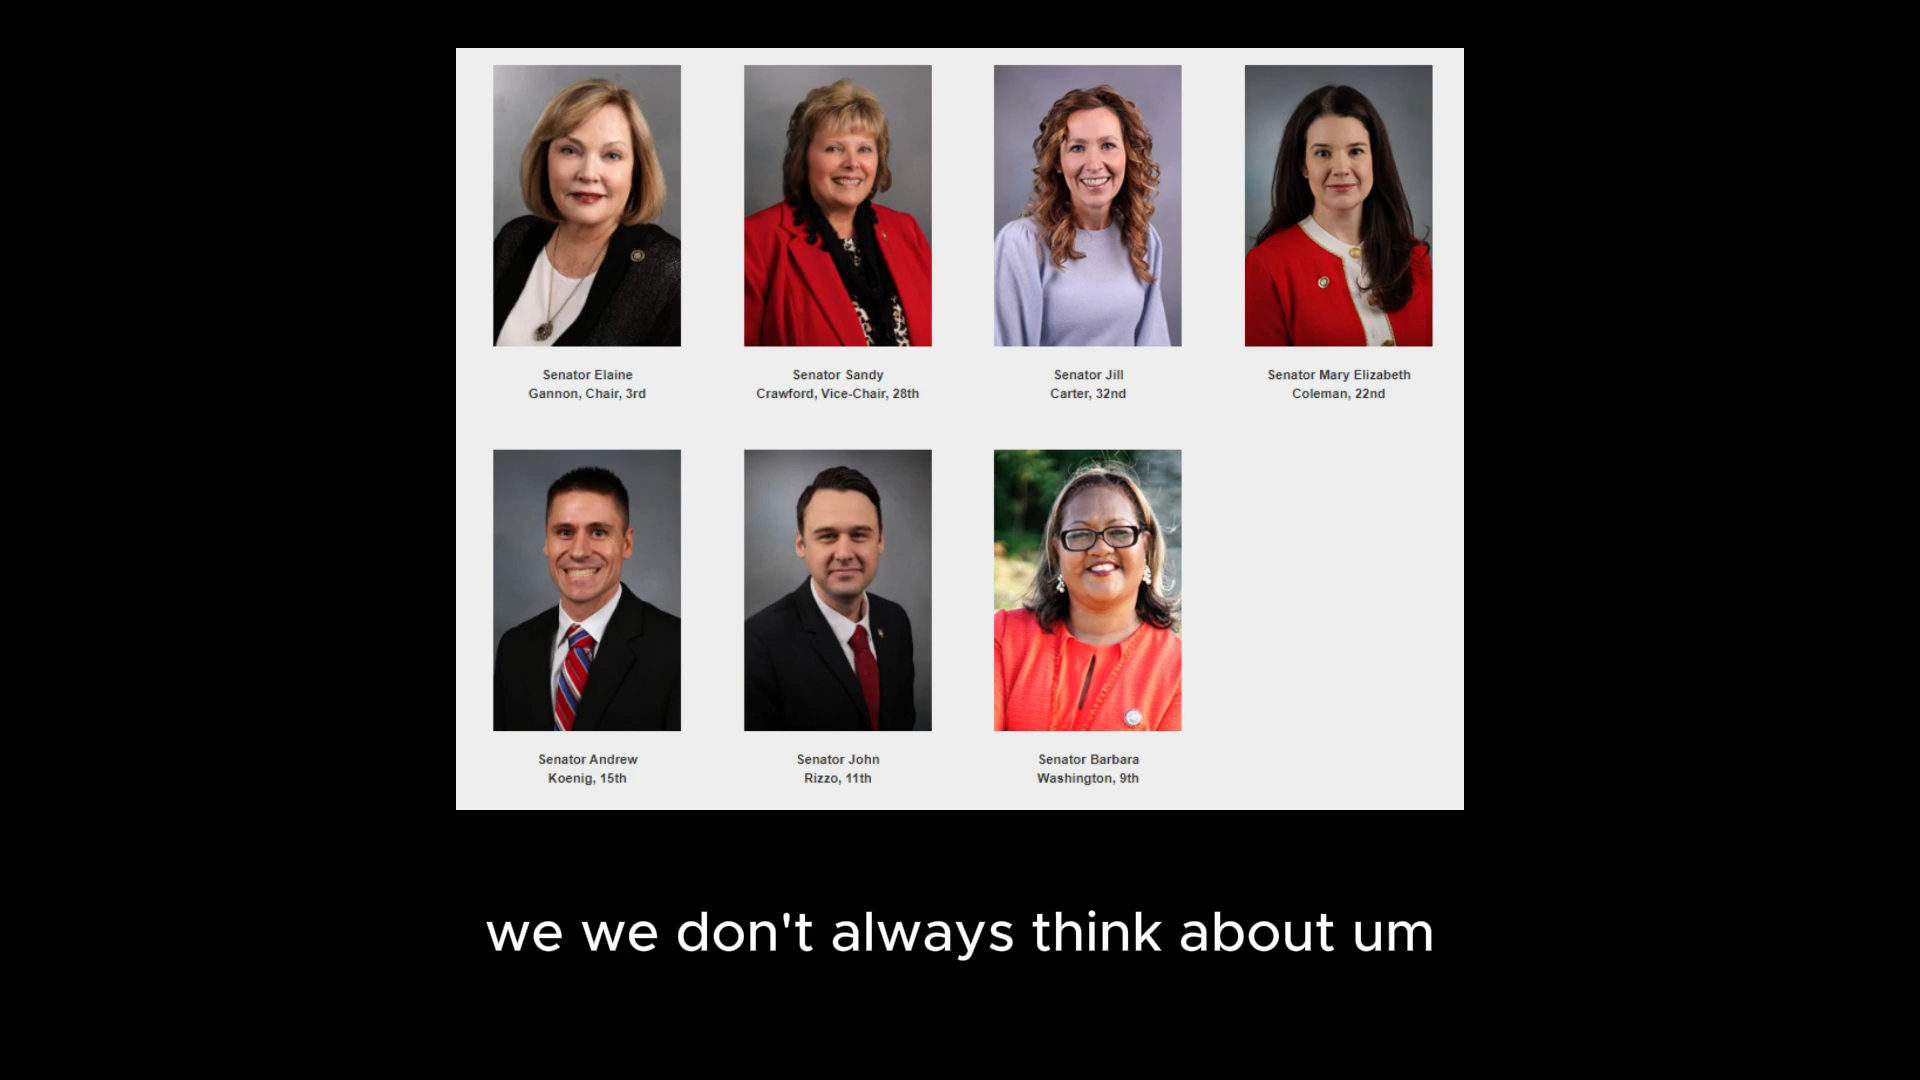 Senator Elaine
Gannon, Chair, 3rd
Senator Sandy
Crawford, Vice-Chair, 28th
Senator Jill
Carter, 32nd
Senator Mary Elizabeth
Coleman, 22nd
Senator Andrew
Koenig, 15th
Senator John
Rizzo, 11th
Senator Barbara
Washington, 9th
we we don't always think about um